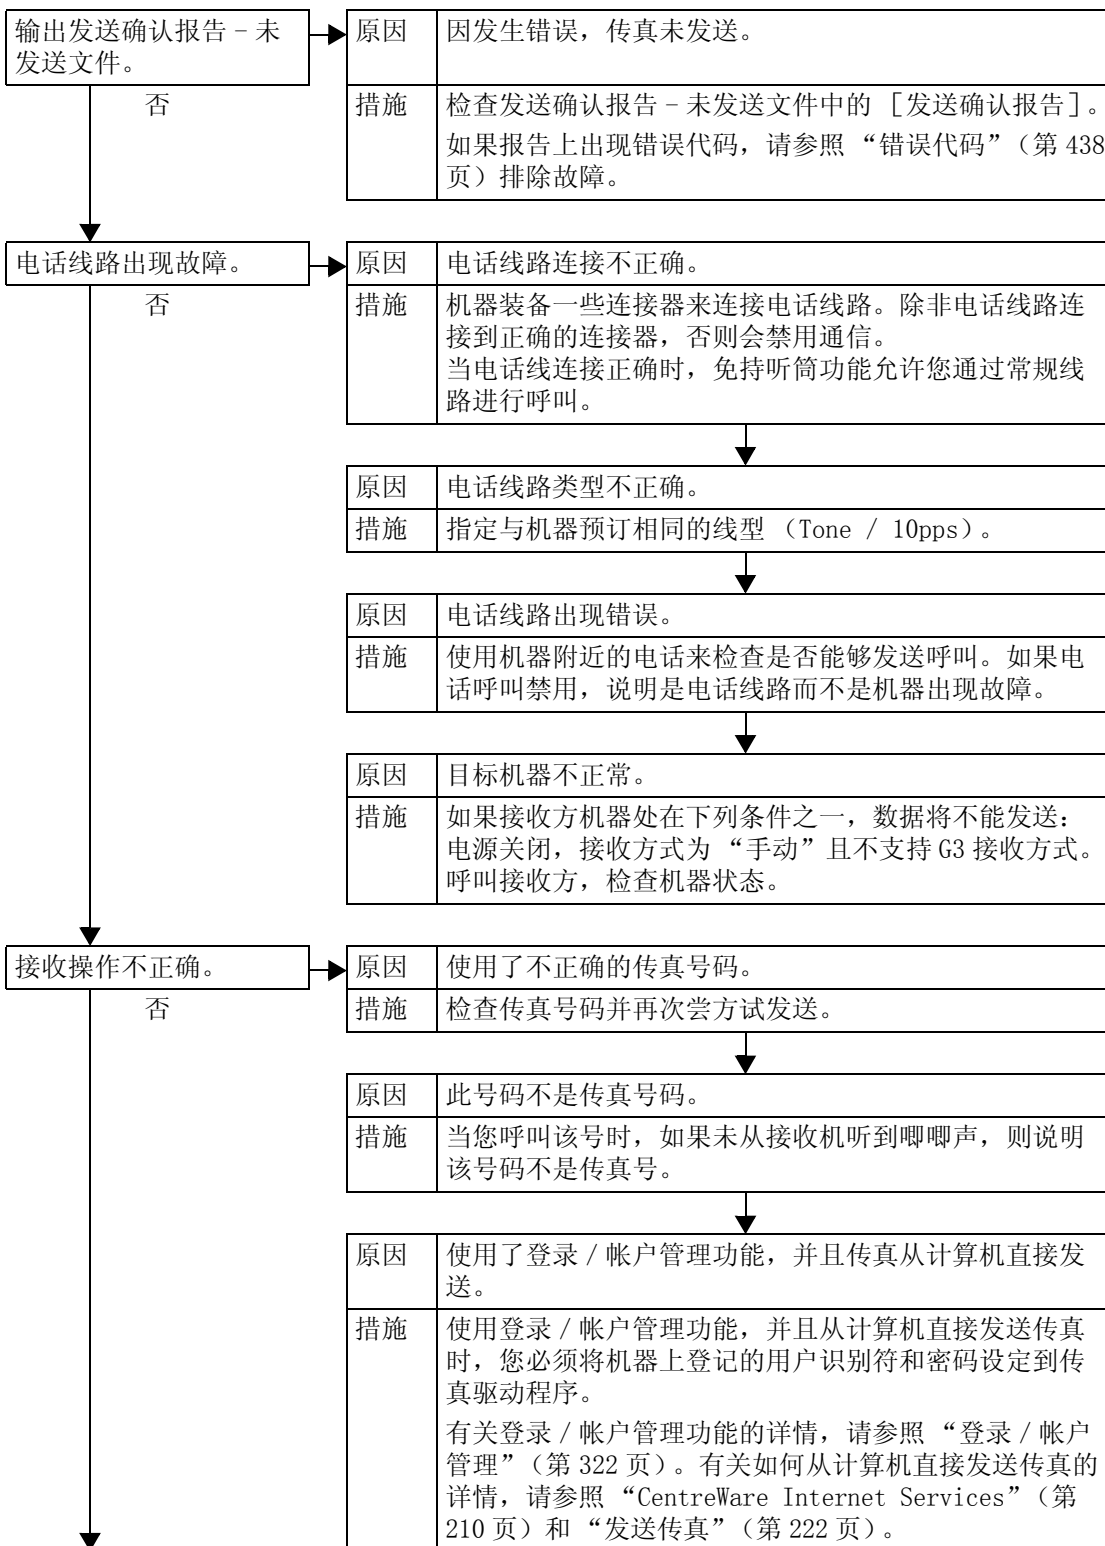 输出发送确认报告 – 未
发送文件。
原因
因发生错误，传真未发送。
否
措施
检查发送确认报告 – 未发送文件中的 ［发送确认报告］。
如果报告上出现错误代码，请参照 “错误代码”（第 438
页）排除故障。
电话线路出现故障。
原因
电话线路连接不正确。
否
措施
机器装备一些连接器来连接电话线路。除非电话线路连
接到正确的连接器，否则会禁用通信。
当电话线连接正确时，免持听筒功能允许您通过常规线
路进行呼叫。
原因
电话线路类型不正确。
措施
指定与机器预订相同的线型 （Tone / 10pps）。
原因
电话线路出现错误。
措施
使用机器附近的电话来检查是否能够发送呼叫。如果电
话呼叫禁用，说明是电话线路而不是机器出现故障。
原因
目标机器不正常。
措施
如果接收方机器处在下列条件之一，数据将不能发送：
电源关闭，接收方式为 “手动”且不支持 G3 接收方式。
呼叫接收方，检查机器状态。
接收操作不正确。
原因
使用了不正确的传真号码。
否
措施
检查传真号码并再次尝方试发送。
原因
此号码不是传真号码。
措施
当您呼叫该号时，如果未从接收机听到唧唧声，则说明
该号码不是传真号。
原因
使用了登录 / 帐户管理功能，并且传真从计算机直接发
送。
措施
使用登录 / 帐户管理功能，并且从计算机直接发送传真
时，您必须将机器上登记的用户识别符和密码设定到传
真驱动程序。
有关登录 / 帐户管理功能的详情，请参照 “登录 / 帐户
管理”（第 322 页）。有关如何从计算机直接发送传真的
详情，请参照 “CentreWare Internet Services”（第
210 页）和 “发送传真”（第 222 页）。